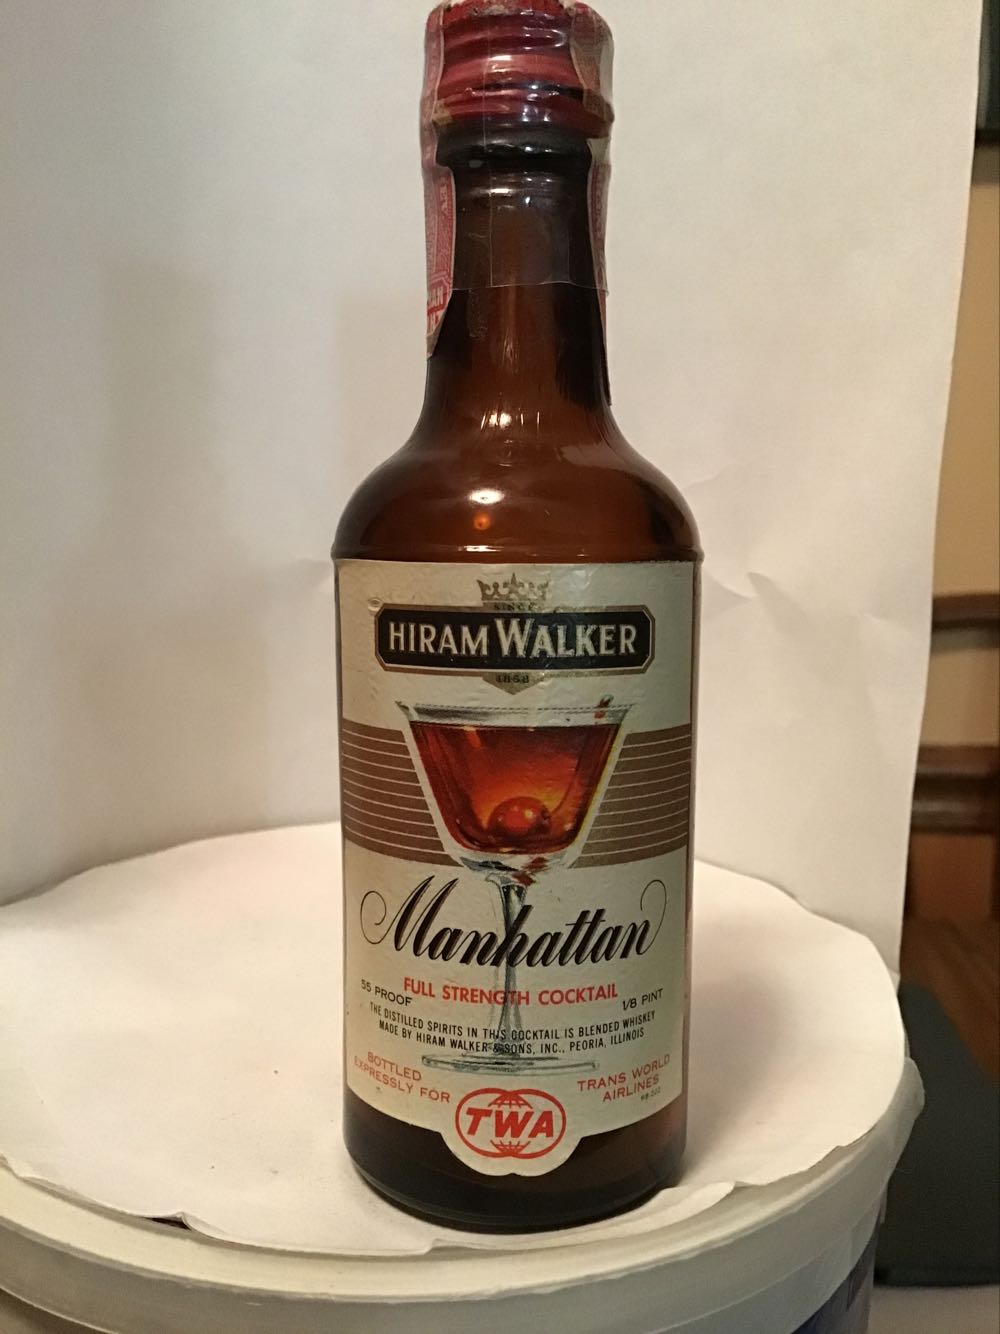 SINCE
HIRAM WALKER
1858
Manhattan
FULL STRENGTH COCKTAIL
55 PROOF
1/8 PINT
THE DISTILLED SPIRITS IN THIS COCKTAIL IS BLENDED WHISKEY
MADE BY HIRAM WALKER & SONS, INC., PEORIA, ILLINOIS
BOTTLED
EXPRESSLY FOR
TWA
TRANS WORLD
AIRLINES